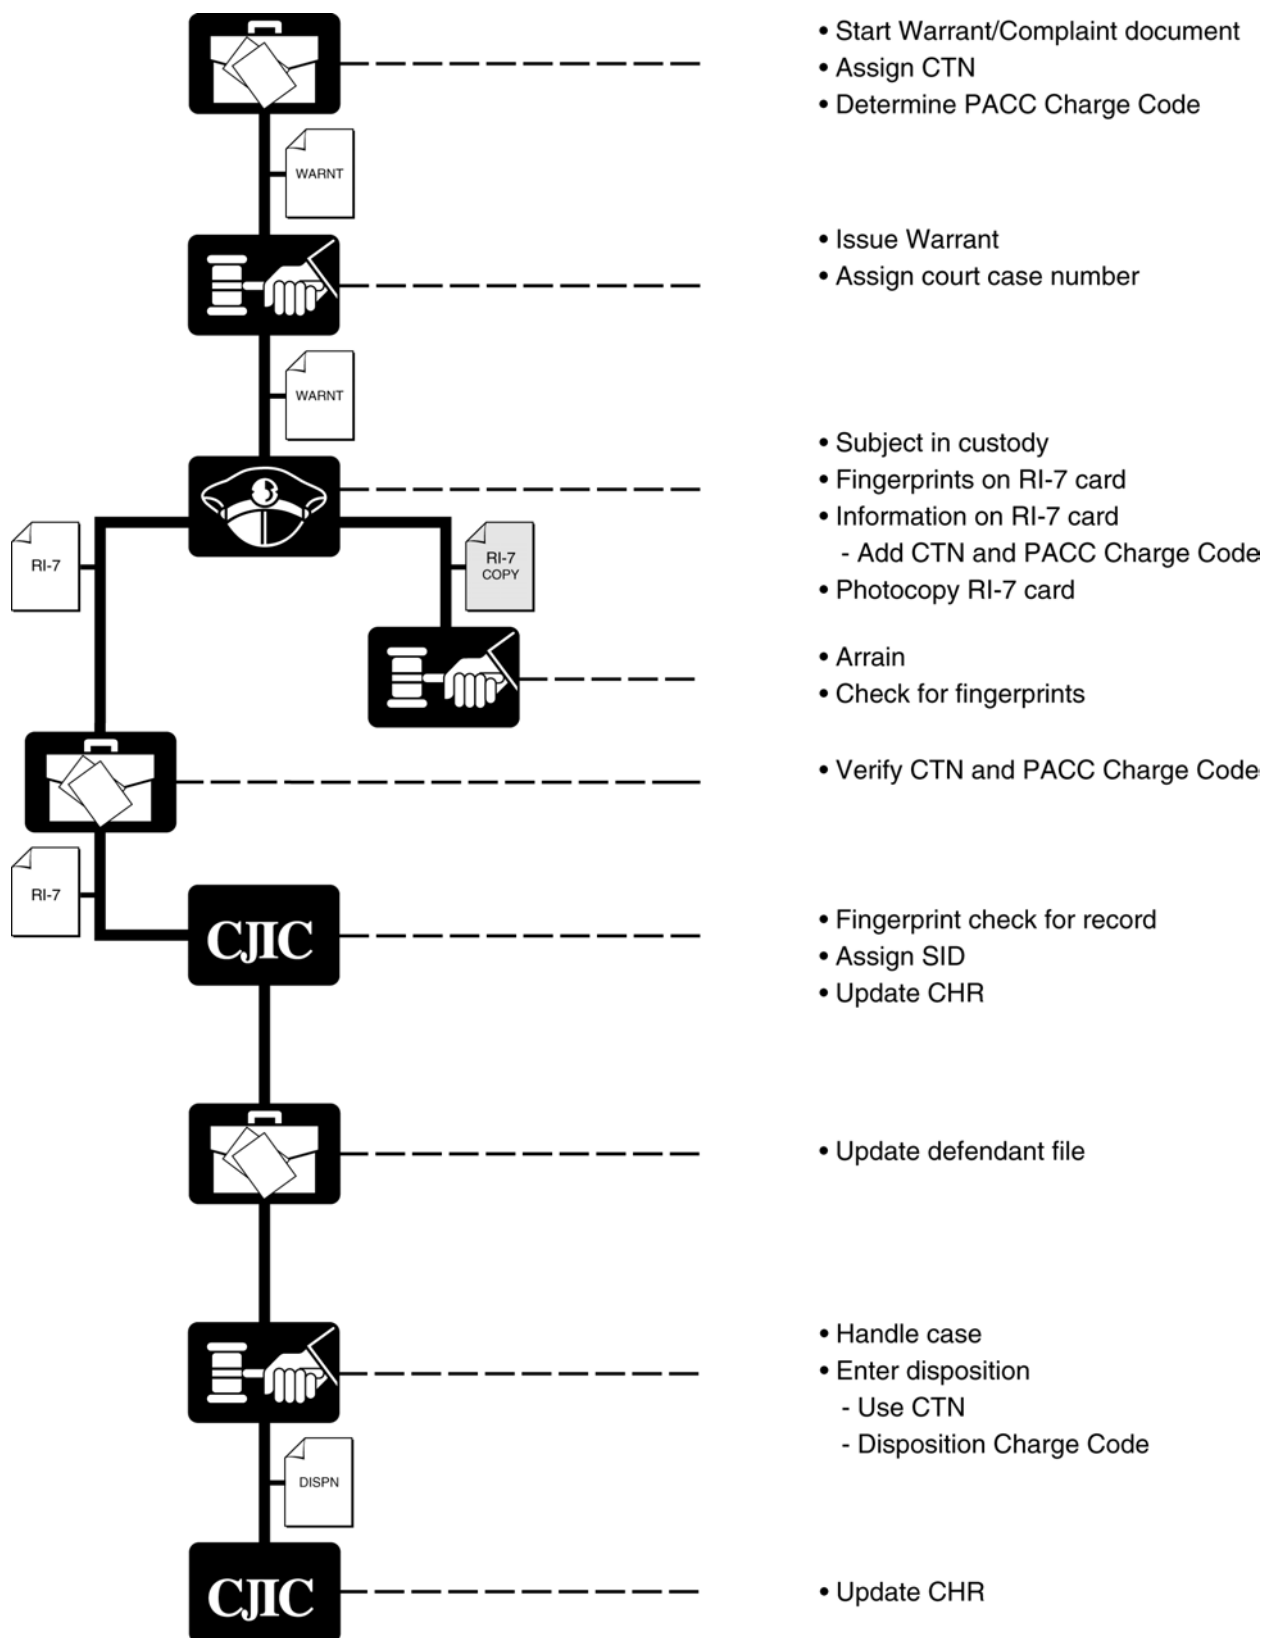 • Start Warrant/Complaint document
• Assign CTN
• Determine PACC Charge Code
WARNT
• Issue Warrant
• Assign court case number
WARNT
• Subject in custody
• Fingerprints on RI-7 card
• Information on RI-7 card
- Add CTN and PACC Charge Code
• Photocopy RI-7 card
RI-7
RI-7
COPY
• Arrain
• Check for fingerprints
• Verify CTN and PACC Charge Code
RI-7
CJIC
• Fingerprint check for record
• Assign SID
• Update CHR
• Update defendant file
• Handle case
• Enter disposition
- Use CTN
- Disposition Charge Code
DISPN
CJIC
• Update CHR